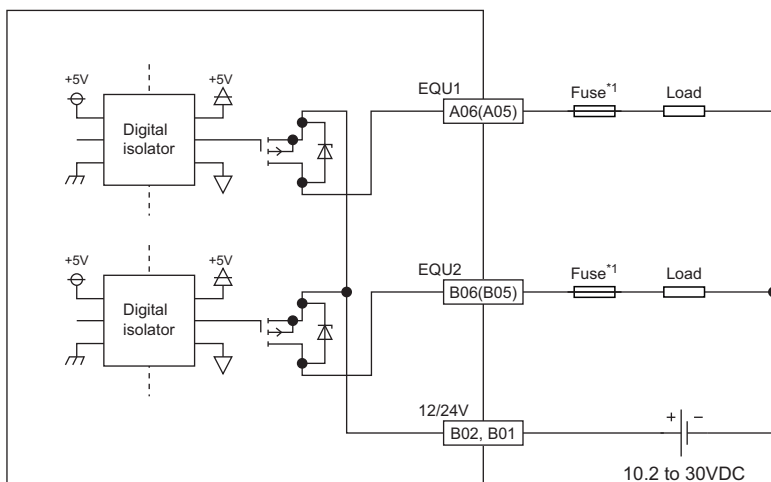 +5V
+5V
Digital
isolator
EQU1
A06(A05)
Fuse*1
Load
+5V
+5V
Digital
isolator
EQU2
B06(B05)
Fuse*1
Load
12/24V
B02, B01
+ −
10.2 to 30VDC